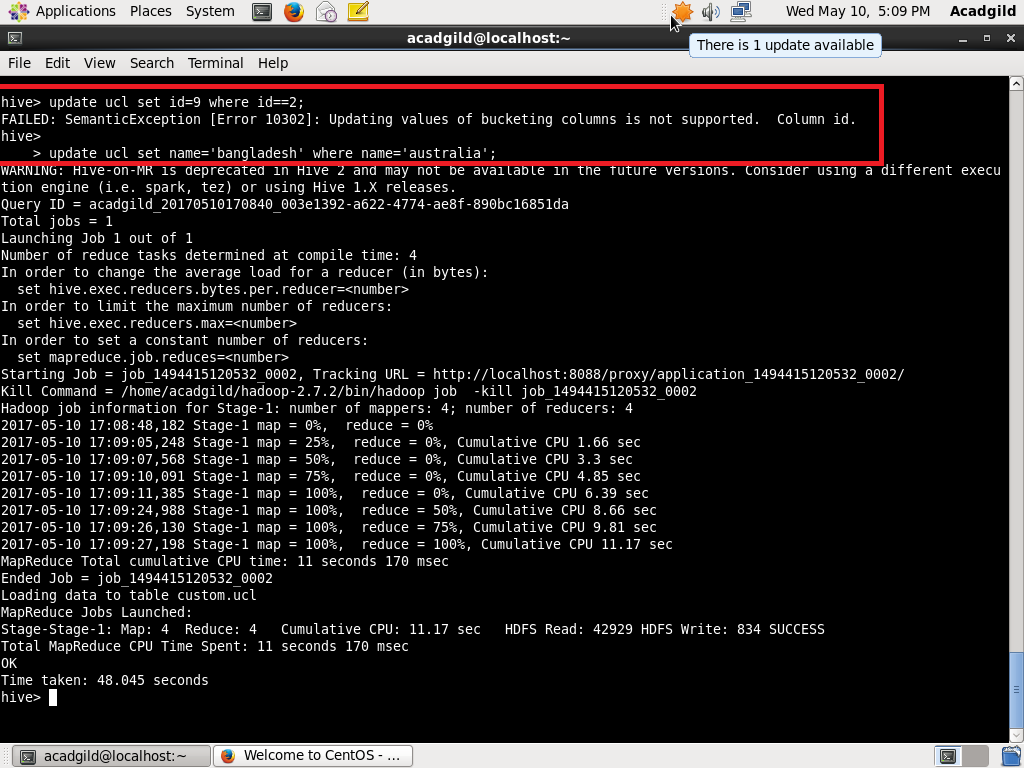 Applications Places System Wed May 10, 5:09 PM Acadgild
acadgild@localhost:~
There is 1 update available
File Edit View Search Terminal Help
hive> update ucl set id=9 where id==2;
FAILED: SemanticException [Error 10302]: Updating values of bucketing columns is not supported.  Column id.
hive>
    > update ucl set name='bangladesh' where name='australia';
WARNING: Hive-on-MR is deprecated in Hive 2 and may not be available in the future versions. Consider using a different execu
tion engine (i.e. spark, tez) or using Hive 1.X releases.
Query ID = acadgild_20170510170840_003e1392-a622-4774-ae8f-890bc16851da
Total jobs = 1
Launching Job 1 out of 1
Number of reduce tasks determined at compile time: 4
In order to change the average load for a reducer (in bytes):
  set hive.exec.reducers.bytes.per.reducer=<number>
In order to limit the maximum number of reducers:
  set hive.exec.reducers.max=<number>
In order to set a constant number of reducers:
  set mapreduce.job.reduces=<number>
Starting Job = job_1494415120532_0002, Tracking URL = http://localhost:8088/proxy/application_1494415120532_0002/
Kill Command = /home/acadgild/hadoop-2.7.2/bin/hadoop job  -kill job_1494415120532_0002
Hadoop job information for Stage-1: number of mappers: 4; number of reducers: 4
2017-05-10 17:08:48,182 Stage-1 map = 0%,  reduce = 0%
2017-05-10 17:09:05,248 Stage-1 map = 25%,  reduce = 0%, Cumulative CPU 1.66 sec
2017-05-10 17:09:07,568 Stage-1 map = 50%,  reduce = 0%, Cumulative CPU 3.3 sec
2017-05-10 17:09:10,091 Stage-1 map = 75%,  reduce = 0%, Cumulative CPU 4.85 sec
2017-05-10 17:09:11,385 Stage-1 map = 100%,  reduce = 0%, Cumulative CPU 6.39 sec
2017-05-10 17:09:24,988 Stage-1 map = 100%,  reduce = 50%, Cumulative CPU 8.66 sec
2017-05-10 17:09:26,130 Stage-1 map = 100%,  reduce = 75%, Cumulative CPU 9.81 sec
2017-05-10 17:09:27,198 Stage-1 map = 100%,  reduce = 100%, Cumulative CPU 11.17 sec
MapReduce Total cumulative CPU time: 11 seconds 170 msec
Ended Job = job_1494415120532_0002
Loading data to table custom.ucl
MapReduce Jobs Launched:
Stage-Stage-1: Map: 4  Reduce: 4   Cumulative CPU: 11.17 sec   HDFS Read: 42929 HDFS Write: 834 SUCCESS
Total MapReduce CPU Time Spent: 11 seconds 170 msec
OK
Time taken: 48.045 seconds
hive>
acadgild@localhost:~ Welcome to CentOS - ...